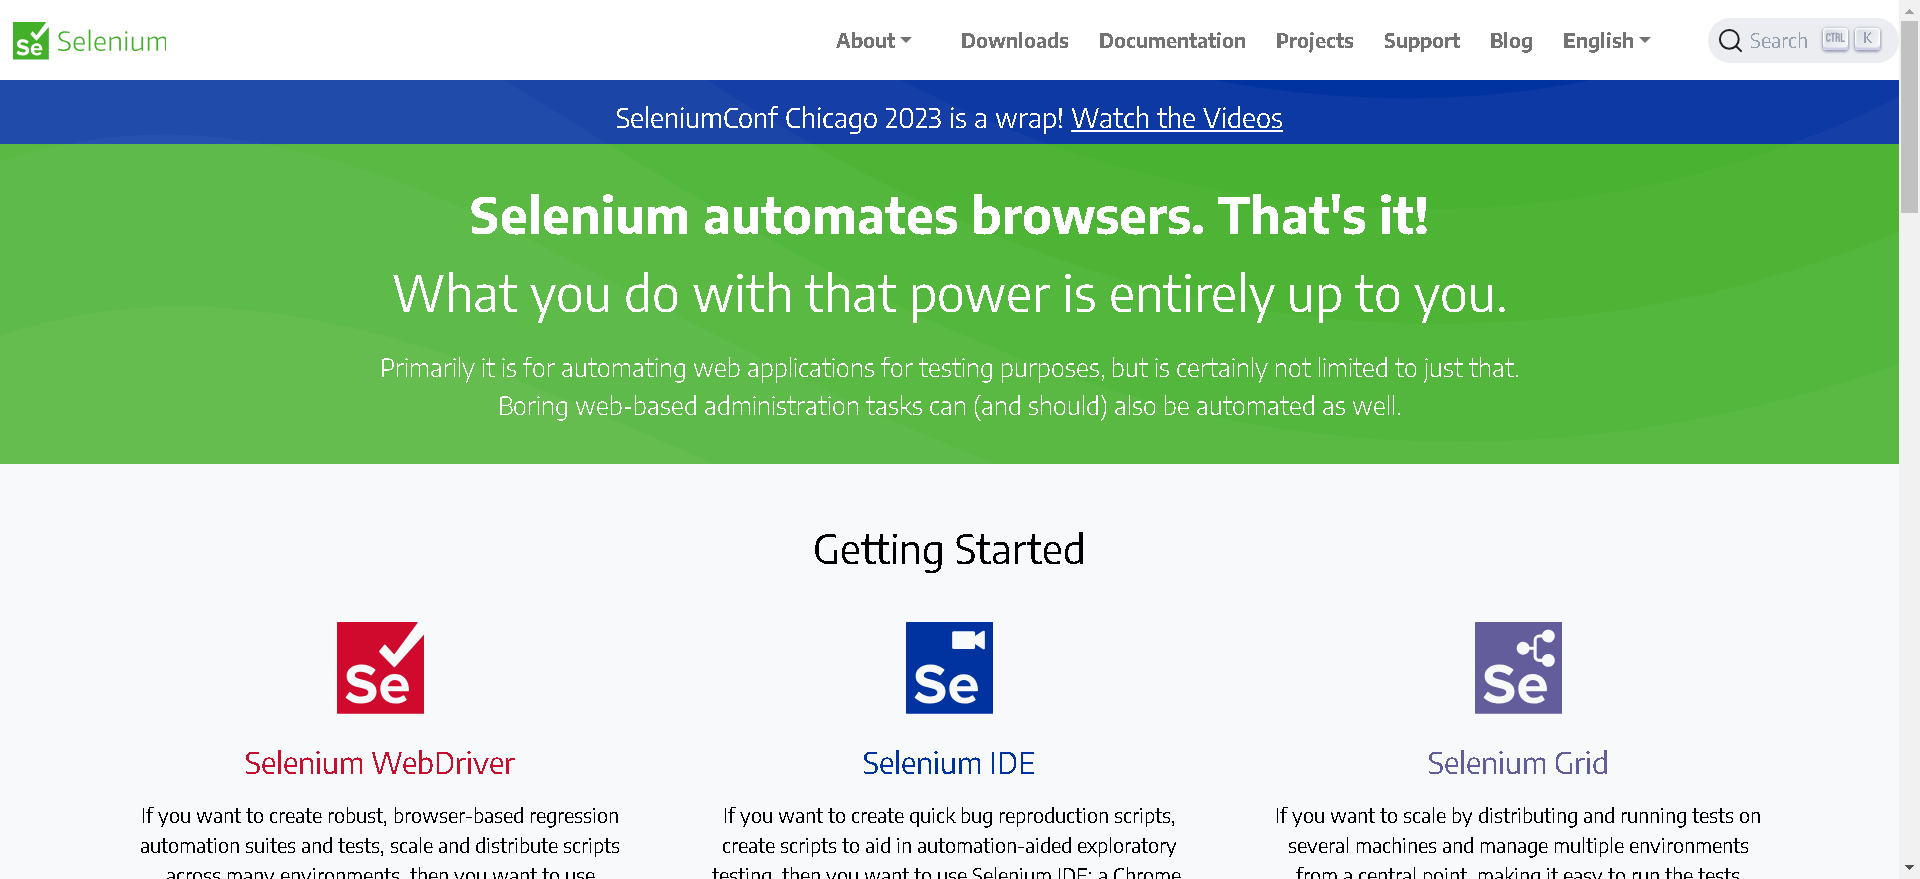 Se Selenium
About Downloads Documentation Projects Support Blog English Search CTRL K
SeleniumConf Chicago 2023 is a wrap! Watch the Videos
Selenium automates browsers. That's it!
What you do with that power is entirely up to you.
Primarily it is for automating web applications for testing purposes, but is certainly not limited to just that.
Boring web-based administration tasks can (and should) also be automated as well.
Getting Started
Se
Selenium WebDriver
If you want to create robust, browser-based regression
automation suites and tests, scale and distribute scripts
across many environments, then you want to use
Se
Selenium IDE
If you want to create quick bug reproduction scripts,
create scripts to aid in automation-aided exploratory
testing, then you want to use Selenium IDE; a Chrome
Se
Selenium Grid
If you want to scale by distributing and running tests on
several machines and manage multiple environments
from a central point, making it easy to run the tests